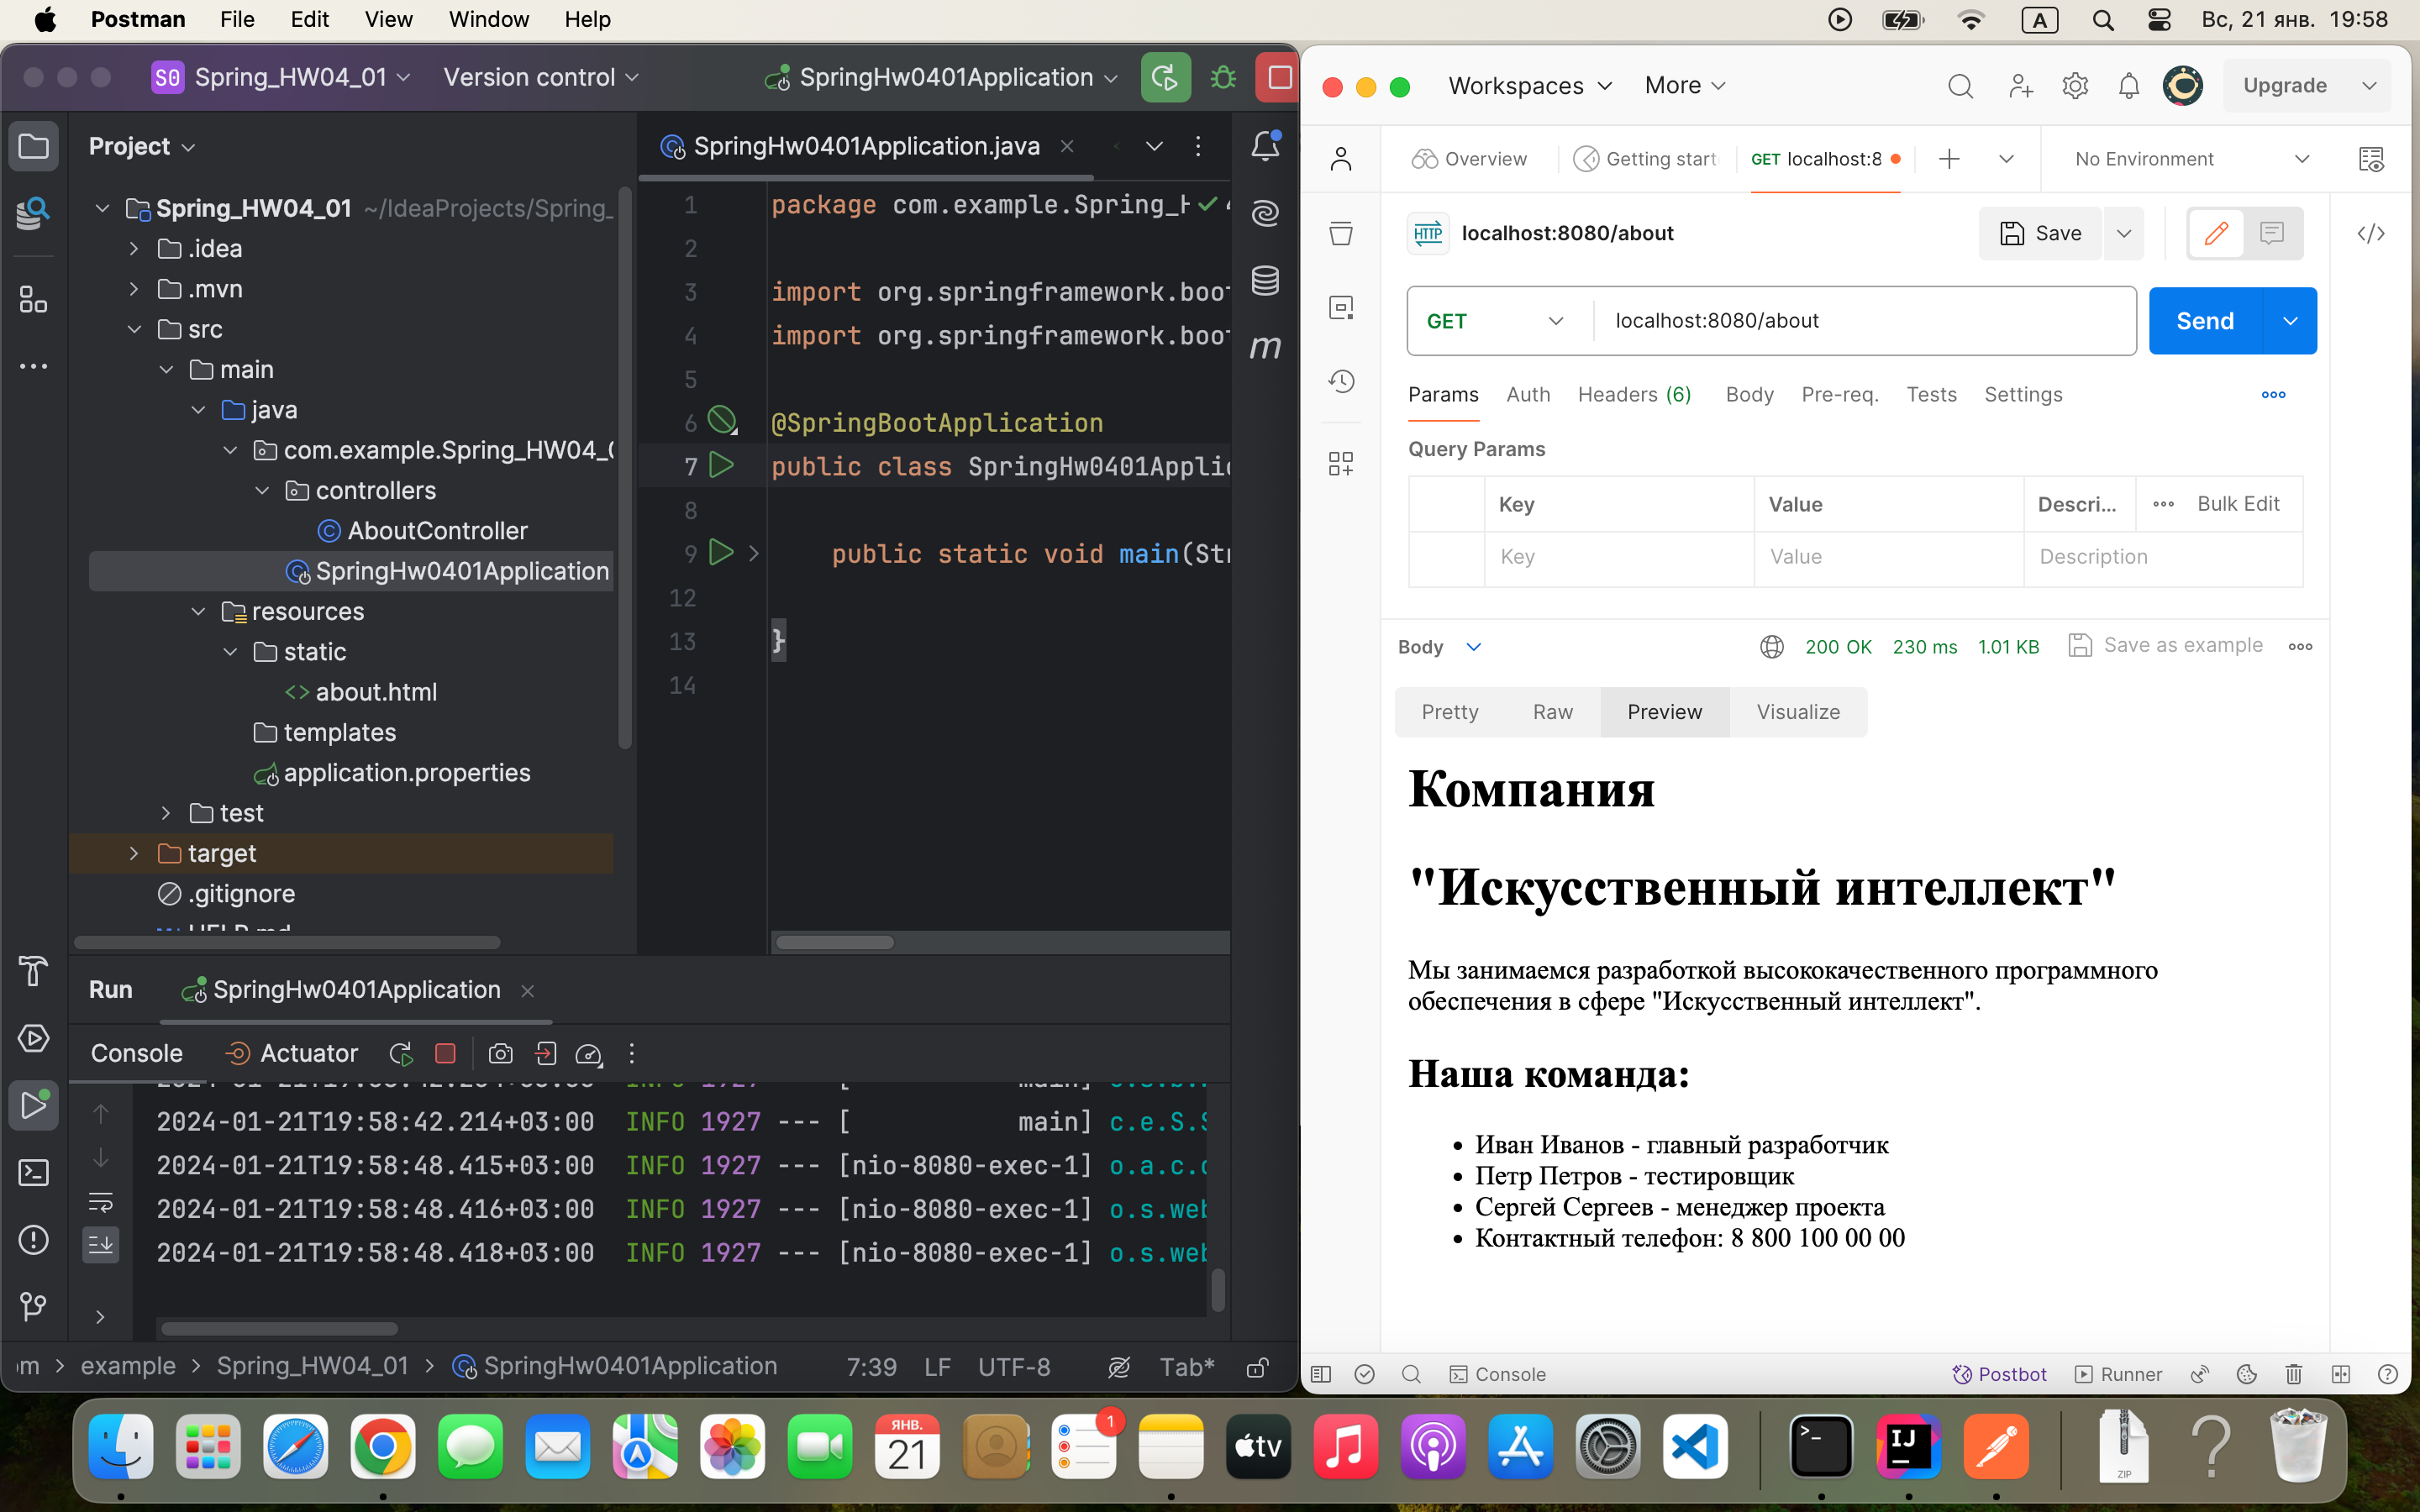 Postman File Edit View Window Help
A Вс, 21 янв. 19:58
S0 Spring_HW04_01 Version control SpringHw0401Application
Project
Spring_HW04_01 ~/IdeaProjects/Spring_
.idea
.mvn
src
main
java
com.example.Spring_HW04_
controllers
AboutController
SpringHw0401Application
resources
static
about.html
templates
application.properties
test
target
.gitignore
HELP.md
SpringHw0401Application.java
1 package com.example.Spring_H
2
3 import org.springframework.boo
4 import org.springframework.boo
5
6 @SpringBootApplication
7 public class SpringHw0401Applic
8
9 public static void main(St
12
13 }
14
m
Run SpringHw0401Application
Console Actuator
2024-01-21T19:58:42.214+03:00 INFO 1927 --- [ main] c.e.S.S
2024-01-21T19:58:48.415+03:00 INFO 1927 --- [nio-8080-exec-1] o.a.c.c
2024-01-21T19:58:48.416+03:00 INFO 1927 --- [nio-8080-exec-1] o.s.web
2024-01-21T19:58:48.418+03:00 INFO 1927 --- [nio-8080-exec-1] o.s.web
om > example > Spring_HW04_01 > SpringHw0401Application 7:39 LF UTF-8 Tab*
Workspaces More Upgrade
Overview Getting start GET localhost:8 No Environment
HTTP localhost:8080/about Save
GET localhost:8080/about Send
Params Auth Headers (6) Body Pre-req. Tests Settings
Query Params
Key Value Descri... Bulk Edit
Key Value Description
Body 200 OK 230 ms 1.01 KB Save as example
Pretty Raw Preview Visualize
Компания
"Искусственный интеллект"
Мы занимаемся разработкой высококачественного программного
обеспечения в сфере "Искусственный интеллект".
Наша команда:
Иван Иванов - главный разработчик
Петр Петров - тестировщик
Сергей Сергеев - менеджер проекта
Контактный телефон: 8 800 100 00 00
Console Postbot Runner
ЯНВ.
21
1
tv
IJ
ZIP